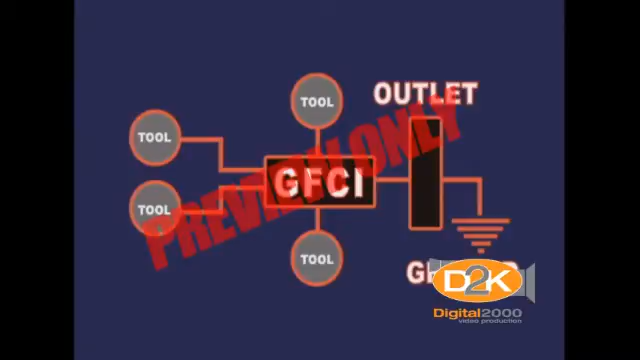 OUTLET
TOOL
TOOL
GFCI
TOOL
TOOL
PREVIEW ONLY
D2K
Digital2000
video production